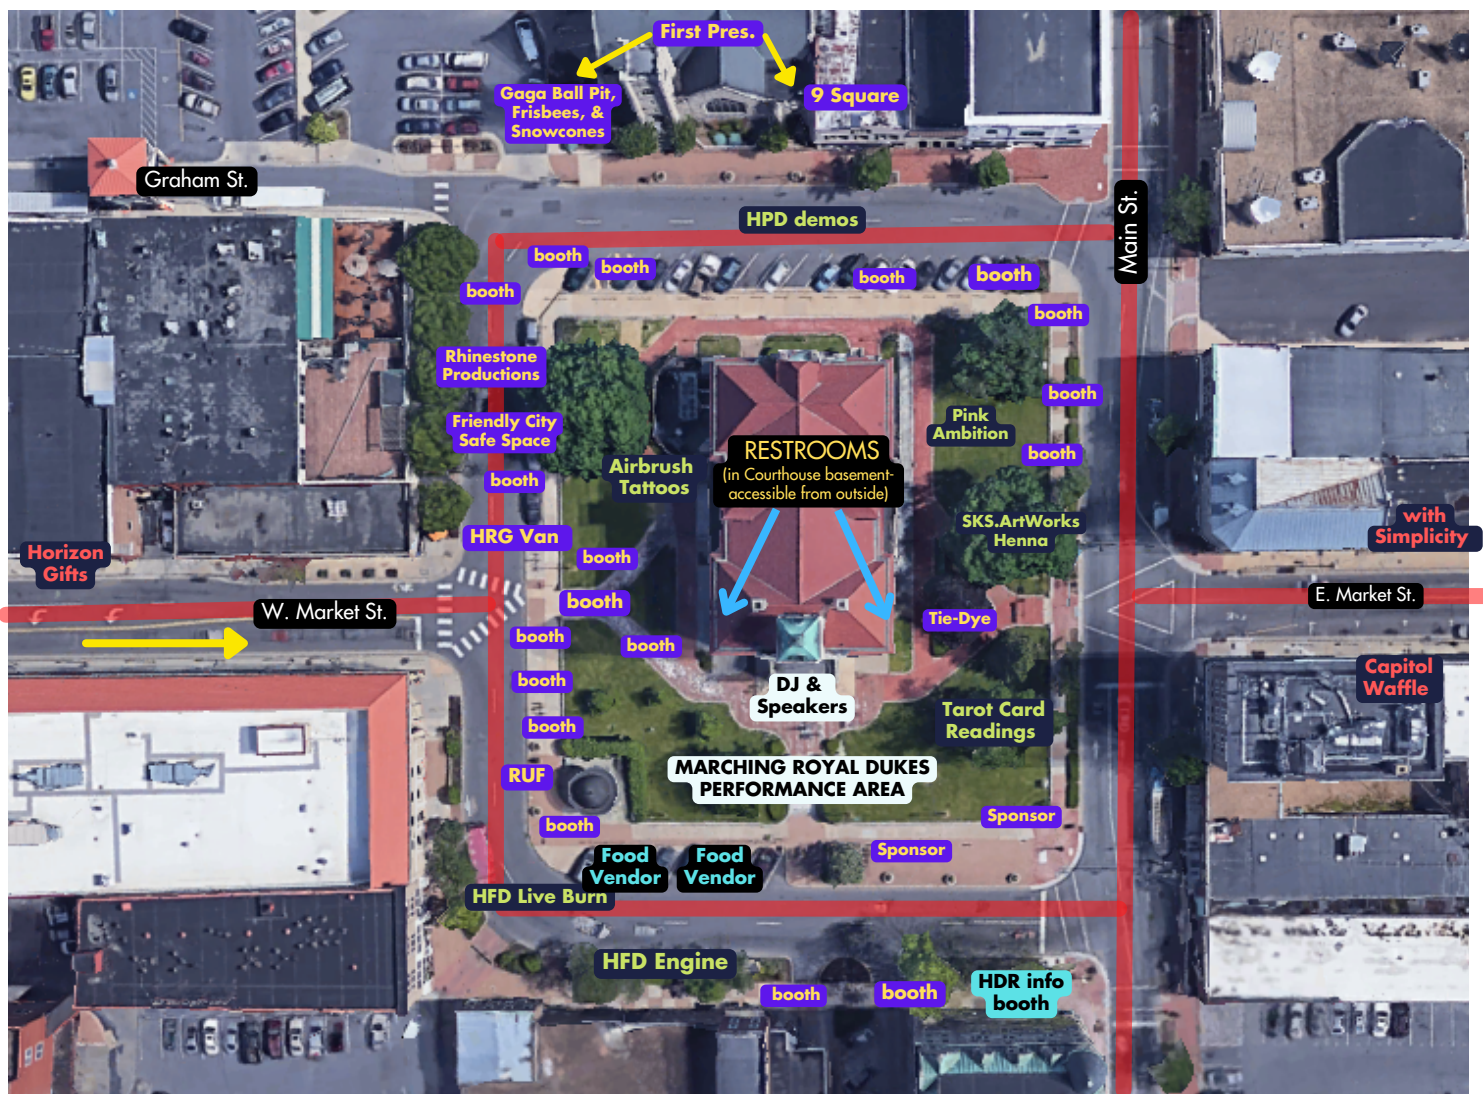 First Pres.
Gaga Ball Pit,
Frisbees, &
Snowcones
9 Square
Graham St.
Main St.
HPD demos
booth
booth
booth
booth
booth
booth
Rhinestone
Productions
booth
Pink
Ambition
Friendly City
Safe Space
RESTROOMS
(in Courthouse basement-
accessible from outside)
booth
Airbrush
Tattoos
booth
SKS.ArtWorks
Henna
with
Simplicity
HRG Van
Horizon
Gifts
booth
booth
W. Market St.
E. Market St.
Tie-Dye
booth
booth
booth
DJ &
Speakers
Capitol
Waffle
Tarot Card
Readings
booth
RUF
MARCHING ROYAL DUKES
PERFORMANCE AREA
Sponsor
booth
Sponsor
Food
Vendor
Food
Vendor
HFD Live Burn
HFD Engine
booth
booth
HDR info
booth